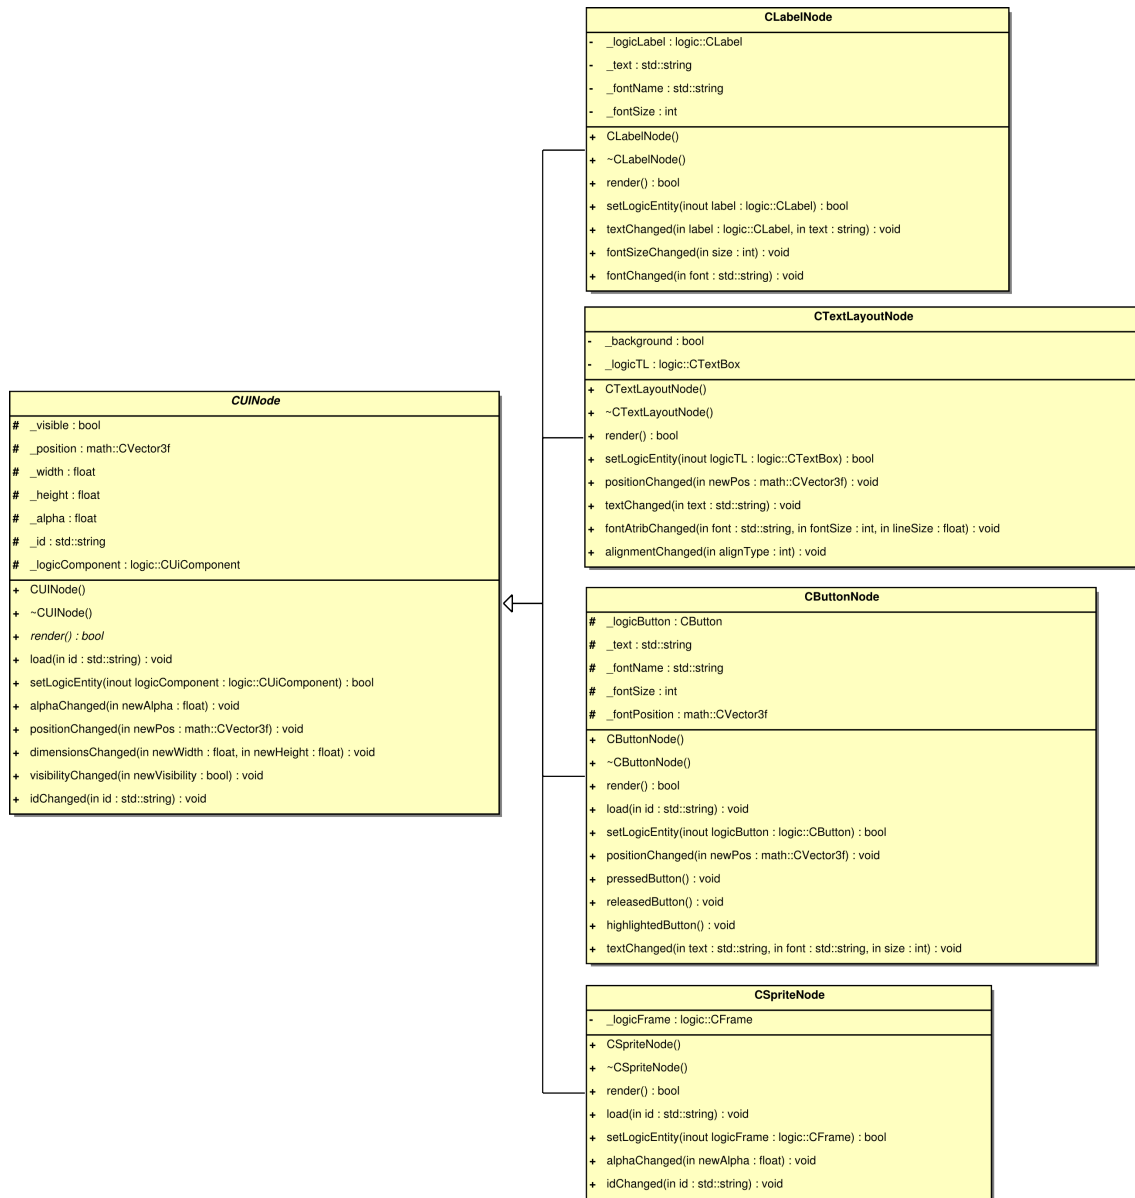 CLabelNode
- _logicLabel : logic::CLabel
- _text : std::string
- _fontName : std::string
- _fontSize : int
+ CLabelNode()
+ ~CLabelNode()
+ render() : bool
+ setLogicEntity(inout label : logic::CLabel) : bool
+ textChanged(in label : logic::CLabel, in text : string) : void
+ fontSizeChanged(in size : int) : void
+ fontChanged(in font : std::string) : void
CTextLayoutNode
- _background : bool
- _logicTL : logic::CTextBox
+ CTextLayoutNode()
+ ~CTextLayoutNode()
+ render() : bool
+ setLogicEntity(inout logicTL : logic::CTextBox) : bool
+ positionChanged(in newPos : math::CVector3f) : void
+ textChanged(in text : std::string) : void
+ fontAtribChanged(in font : std::string, in fontSize : int, in lineSize : float) : void
+ alignmentChanged(in alignType : int) : void
CUINode
# _visible : bool
# _position : math::CVector3f
# _width : float
# _height : float
# _alpha : float
# _id : std::string
# _logicComponent : logic::CUiComponent
+ CUINode()
+ ~CUINode()
+ render() : bool
+ load(in id : std::string) : void
+ setLogicEntity(inout logicComponent : logic::CUiComponent) : bool
+ alphaChanged(in newAlpha : float) : void
+ positionChanged(in newPos : math::CVector3f) : void
+ dimensionsChanged(in newWidth : float, in newHeight : float) : void
+ visibilityChanged(in newVisibility : bool) : void
+ idChanged(in id : std::string) : void
CButtonNode
# _logicButton : CButton
# _text : std::string
# _fontName : std::string
# _fontSize : int
# _fontPosition : math::CVector3f
+ CButtonNode()
+ ~CButtonNode()
+ render() : bool
+ load(in id : std::string) : void
+ setLogicEntity(inout logicButton : logic::CButton) : bool
+ positionChanged(in newPos : math::CVector3f) : void
+ pressedButton() : void
+ releasedButton() : void
+ highlightedButton() : void
+ textChanged(in text : std::string, in font : std::string, in size : int) : void
CSpriteNode
- _logicFrame : logic::CFrame
+ CSpriteNode()
+ ~CSpriteNode()
+ render() : bool
+ load(in id : std::string) : void
+ setLogicEntity(inout logicFrame : logic::CFrame) : bool
+ alphaChanged(in newAlpha : float) : void
+ idChanged(in id : std::string) : void